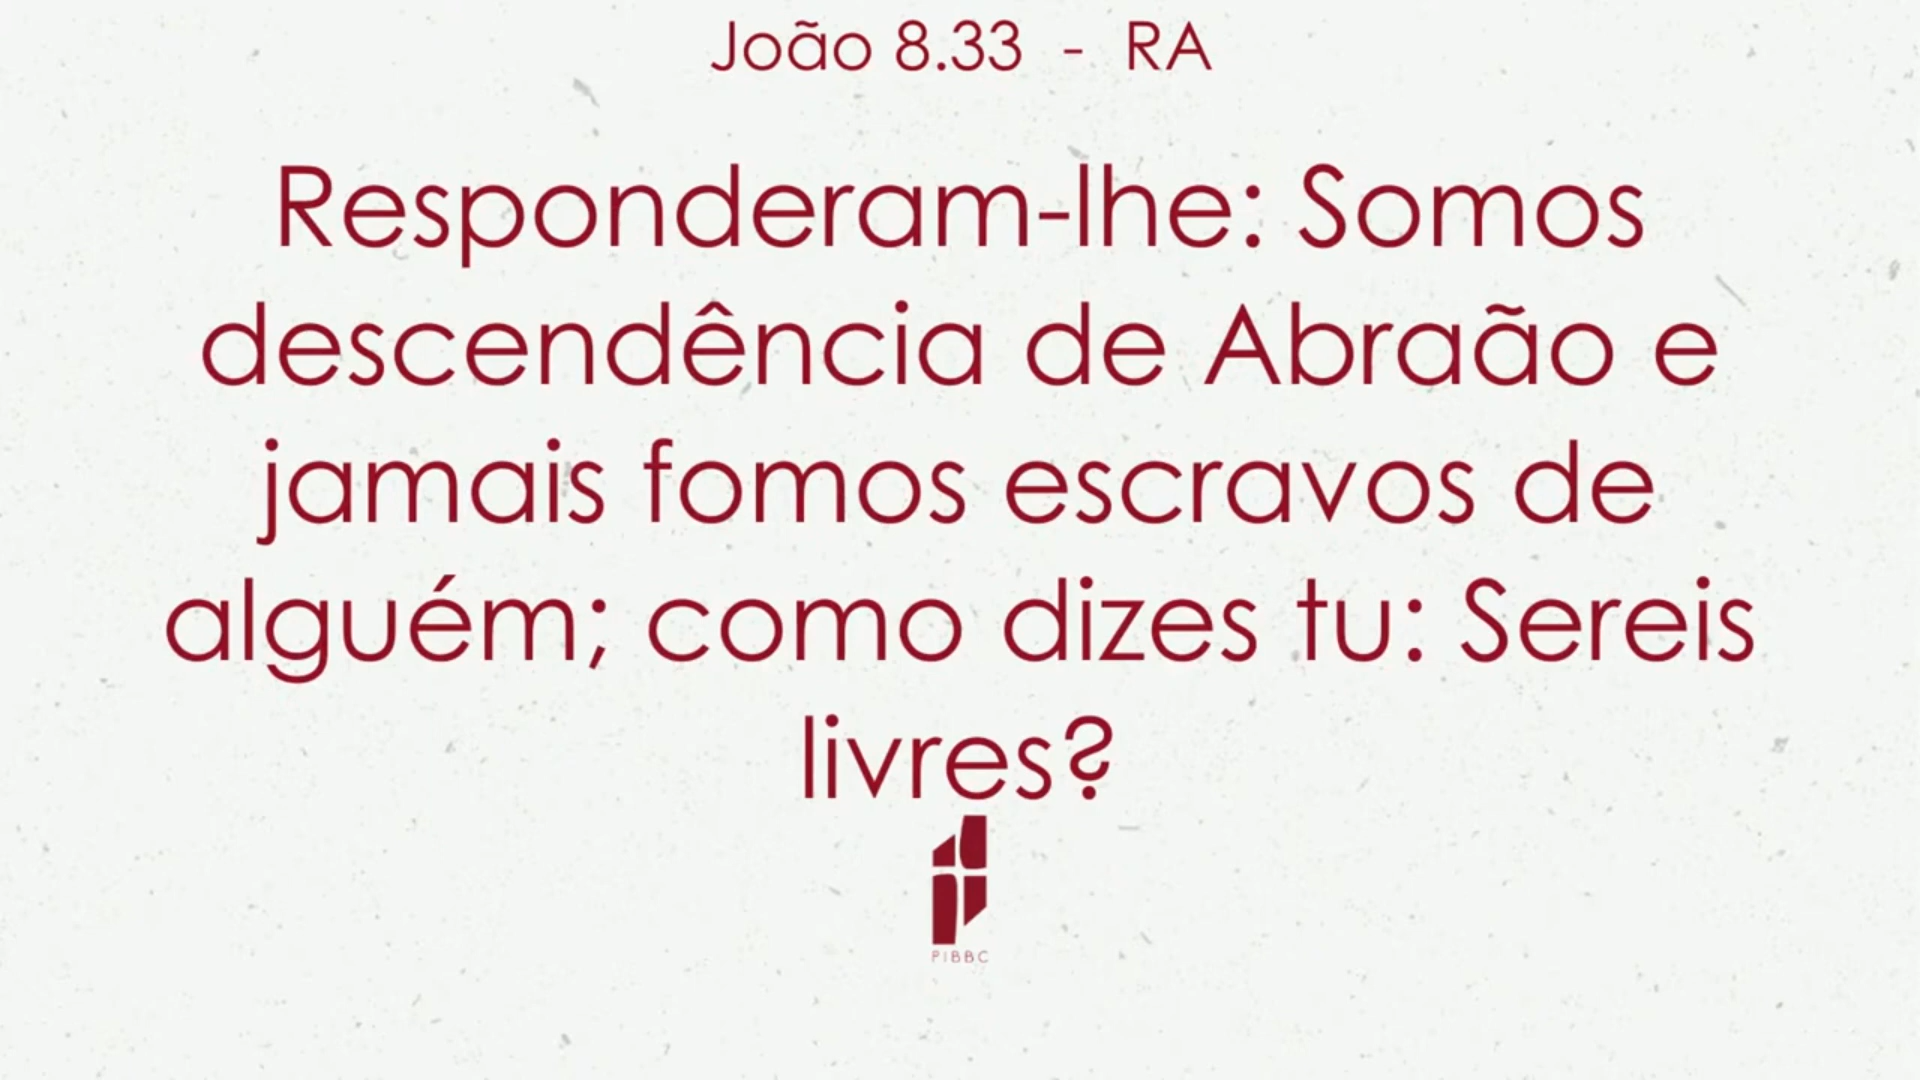 João 8.33 - RA
Responderam-lhe: Somos
descendência de Abraão e
jamais fomos escravos de
alguém; como dizes tu: Sereis
livres?
PIBBC